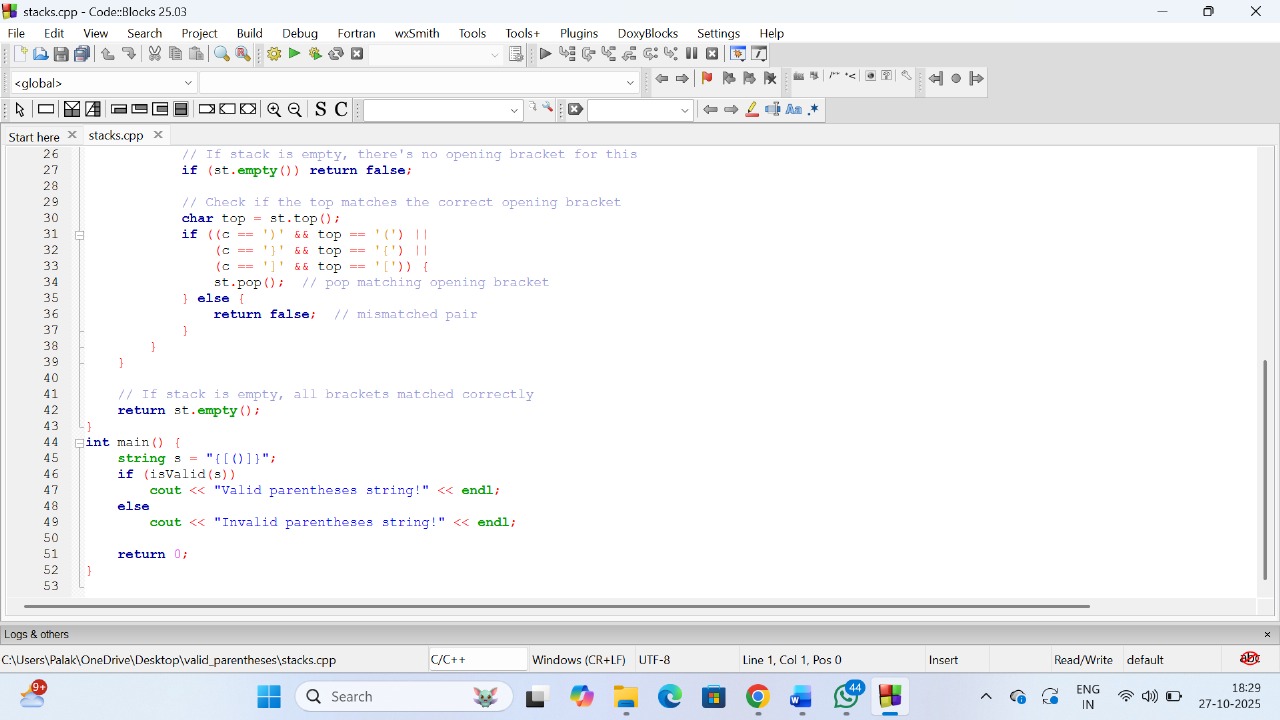 stacks.cpp - Code::Blocks 25.03
File Edit View Search Project Build Debug Fortran wxSmith Tools Tools+ Plugins DoxyBlocks Settings Help
<global>
S C
Aa .*
Start here stacks.cpp
26 // If stack is empty, there's no opening bracket for this
27 if (st.empty()) return false;
28
29 // Check if the top matches the correct opening bracket
30 char top = st.top();
31 if ((c == ')' && top == '(') ||
32 (c == '}' && top == '{') ||
33 (c == ']' && top == '[')) {
34 st.pop(); // pop matching opening bracket
35 } else {
36 return false; // mismatched pair
37 }
38 }
39 }
40
41 // If stack is empty, all brackets matched correctly
42 return st.empty();
43 }
44 int main() {
45 string s = "{[()]}";
46 if (isValid(s))
47 cout << "Valid parentheses string!" << endl;
48 else
49 cout << "Invalid parentheses string!" << endl;
50
51 return 0;
52 }
53
Logs & others
C:\Users\Palak\OneDrive\Desktop\valid_parentheses\stacks.cpp C/C++ Windows (CR+LF) UTF-8 Line 1, Col 1, Pos 0 Insert Read/Write default abc
9+ Search 44 ENG 18:29
IN 27-10-2025